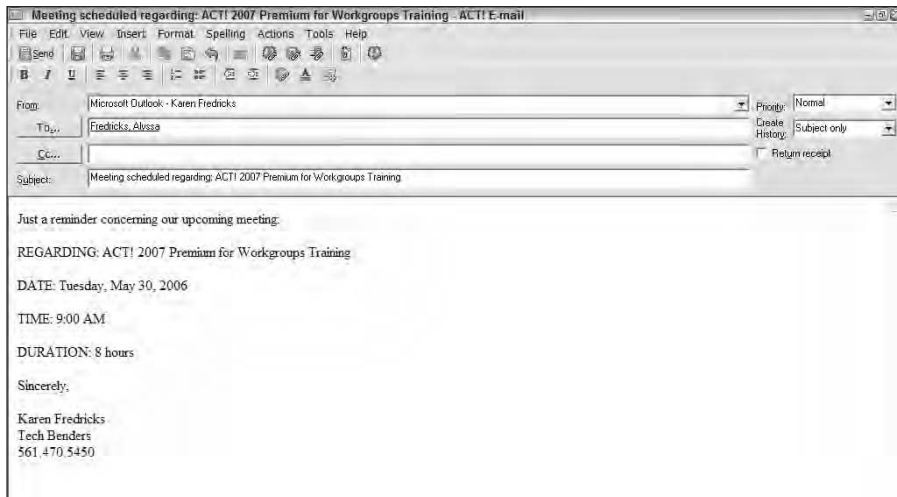 Meeting scheduled regarding: ACT! 2007 Premium for Workgroups Training - ACT! E-mail
File Edit View Insert Format Spelling Actions Tools Help
Send
B I U
From: Microsoft Outlook - Karen Fredricks Priority: Normal
To... Fredricks, Alyssa Create History: Subject only
Cc... Return receipt
Subject: Meeting scheduled regarding: ACT! 2007 Premium for Workgroups Training
Just a reminder concerning our upcoming meeting:
REGARDING: ACT! 2007 Premium for Workgroups Training
DATE: Tuesday, May 30, 2006
TIME: 9:00 AM
DURATION: 8 hours
Sincerely,
Karen Fredricks
Tech Benders
561.470.5450